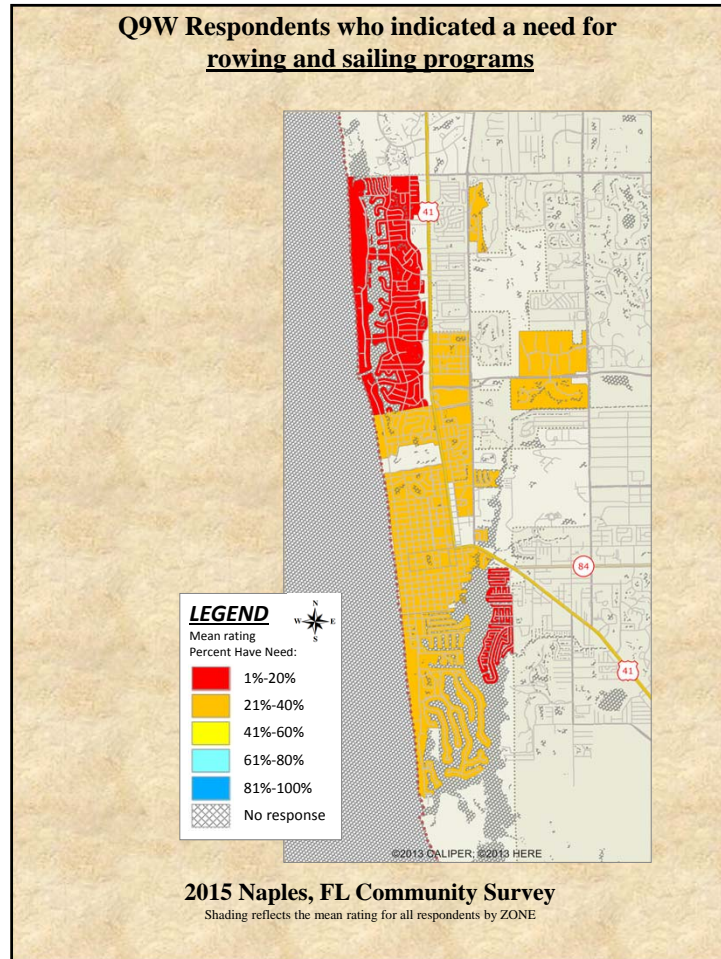 Q9W Respondents who indicated a need for
rowing and sailing programs
41
84
41
LEGEND
N
W E
S
Mean rating
Percent Have Need:
1%-20%
21%-40%
41%-60%
61%-80%
81%-100%
No response
©2013 CALIPER; ©2013 HERE
2015 Naples, FL Community Survey
Shading reflects the mean rating for all respondents by ZONE